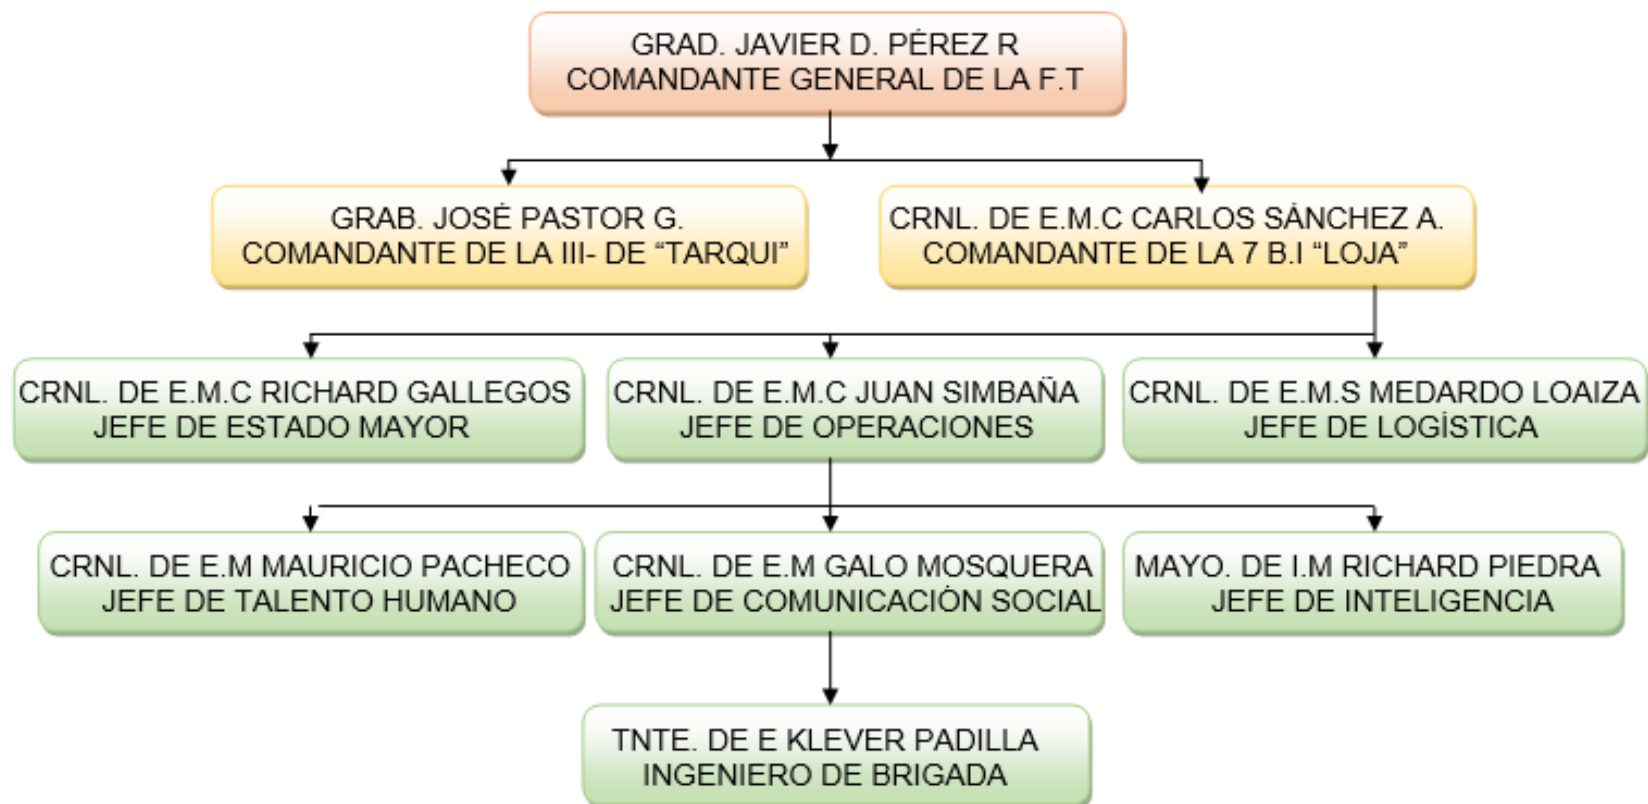 GRAD. JAVIER D. PÉREZ R
COMANDANTE GENERAL DE LA F.T
GRAB. JOSÉ PASTOR G.
COMANDANTE DE LA III- DE “TARQUI”
CRNL. DE E.M.C CARLOS SÁNCHEZ A.
COMANDANTE DE LA 7 B.I “LOJA”
CRNL. DE E.M.C RICHARD GALLEGOS
JEFE DE ESTADO MAYOR
CRNL. DE E.M.C JUAN SIMBAÑA
JEFE DE OPERACIONES
CRNL. DE E.M.S MEDARDO LOAIZA
JEFE DE LOGÍSTICA
CRNL. DE E.M MAURICIO PACHECO
JEFE DE TALENTO HUMANO
CRNL. DE E.M GALO MOSQUERA
JEFE DE COMUNICACIÓN SOCIAL
MAYO. DE I.M RICHARD PIEDRA
JEFE DE INTELIGENCIA
TNTE. DE E KLEVER PADILLA
INGENIERO DE BRIGADA